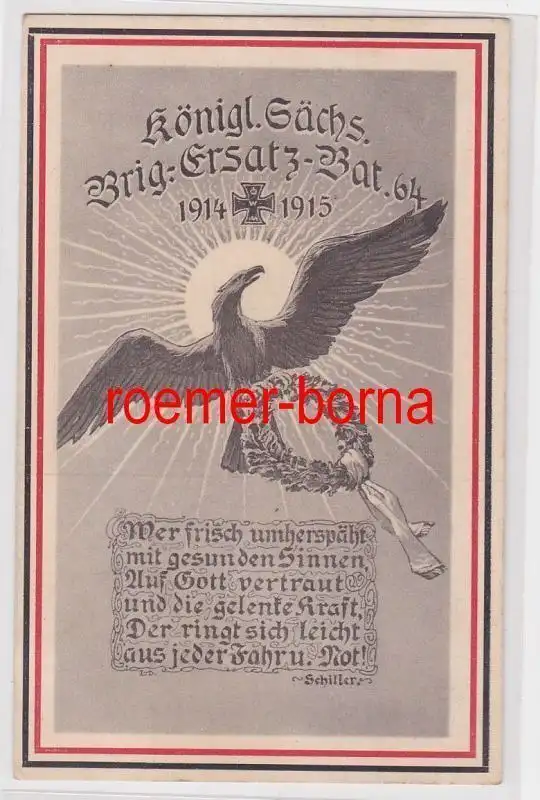 Königl. Sächs.
Brig.-Ersatz-Bat. 64
1914 W 1915
roemer-borna
Wer frisch umherspäht
mit gesunden Sinnen,
Auf Gott vertraut
und die gelenke Kraft,
Der ringt sich leicht
aus jeder Fahr u. Not!
Schiller.